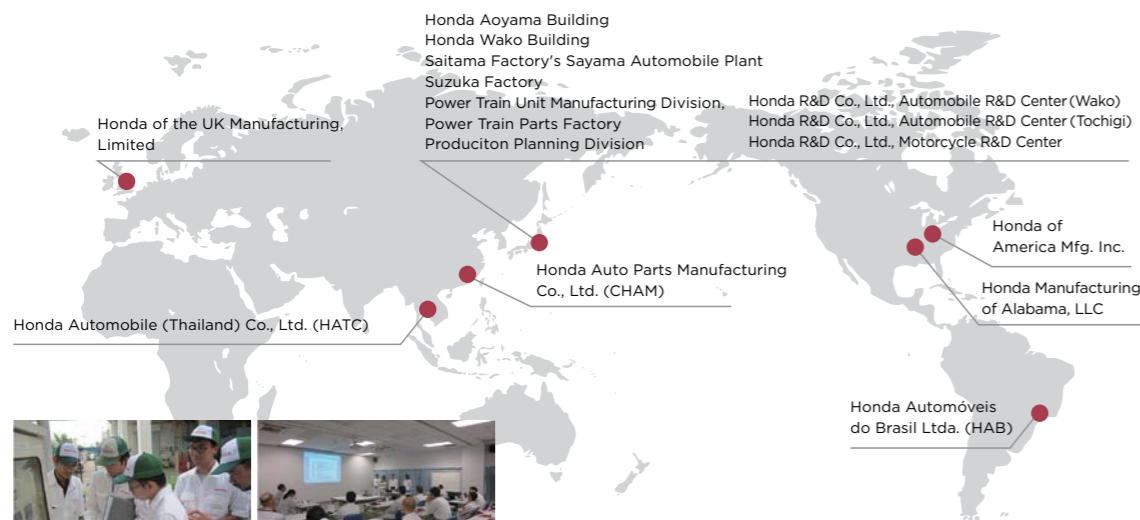 Honda Aoyama Building
Honda Wako Building
Saitama Factory's Sayama Automobile Plant
Suzuka Factory
Power Train Unit Manufacturing Division,
Power Train Parts Factory
Produciton Planning Division
Honda R&D Co., Ltd., Automobile R&D Center (Wako)
Honda R&D Co., Ltd., Automobile R&D Center (Tochigi)
Honda R&D Co., Ltd., Motorcycle R&D Center
Honda of the UK Manufacturing,
Limited
Honda of
America Mfg. Inc.
Honda Auto Parts Manufacturing
Co., Ltd. (CHAM)
Honda Manufacturing
of Alabama, LLC
Honda Automobile (Thailand) Co., Ltd. (HATC)
Honda Automóveis
do Brasil Ltda. (HAB)